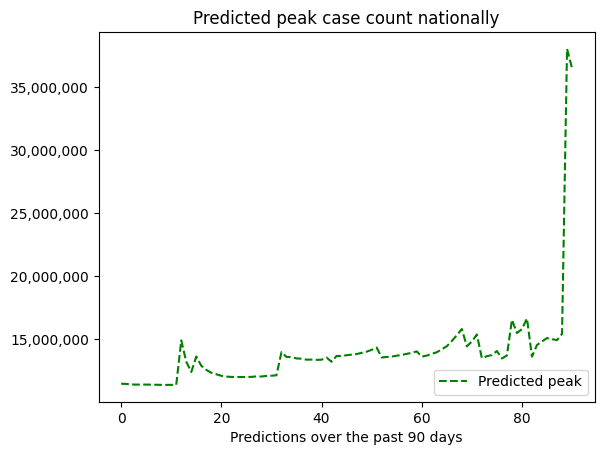 Predicted peak case count nationally
35,000,000
30,000,000
25,000,000
20,000,000
15,000,000
Predicted peak
0 20 40 60 80
Predictions over the past 90 days